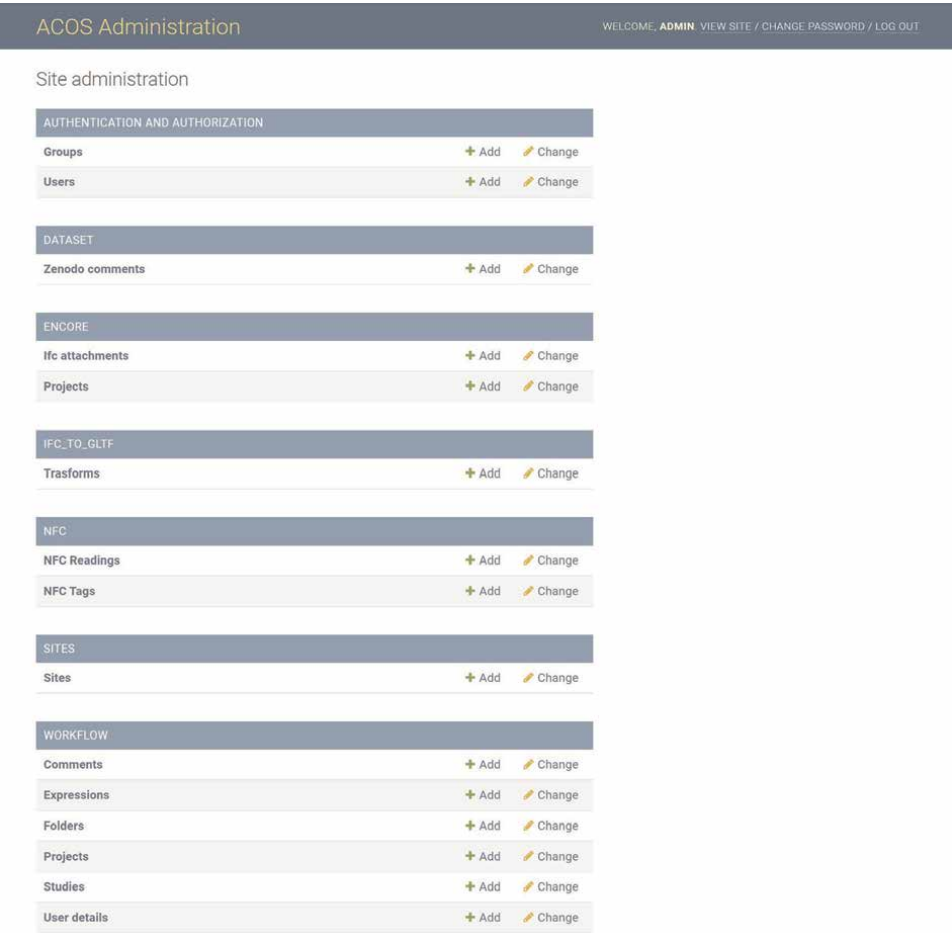 ACOS Administration WELCOME, ADMIN. VIEW SITE / CHANGE PASSWORD / LOG OUT
Site administration
AUTHENTICATION AND AUTHORIZATION
Groups + Add Change
Users + Add Change
DATASET
Zenodo comments + Add Change
ENCORE
Ifc attachments + Add Change
Projects + Add Change
IFC_TO_GLTF
Trasforms + Add Change
NFC
NFC Readings + Add Change
NFC Tags + Add Change
SITES
Sites + Add Change
WORKFLOW
Comments + Add Change
Expressions + Add Change
Folders + Add Change
Projects + Add Change
Studies + Add Change
User details + Add Change